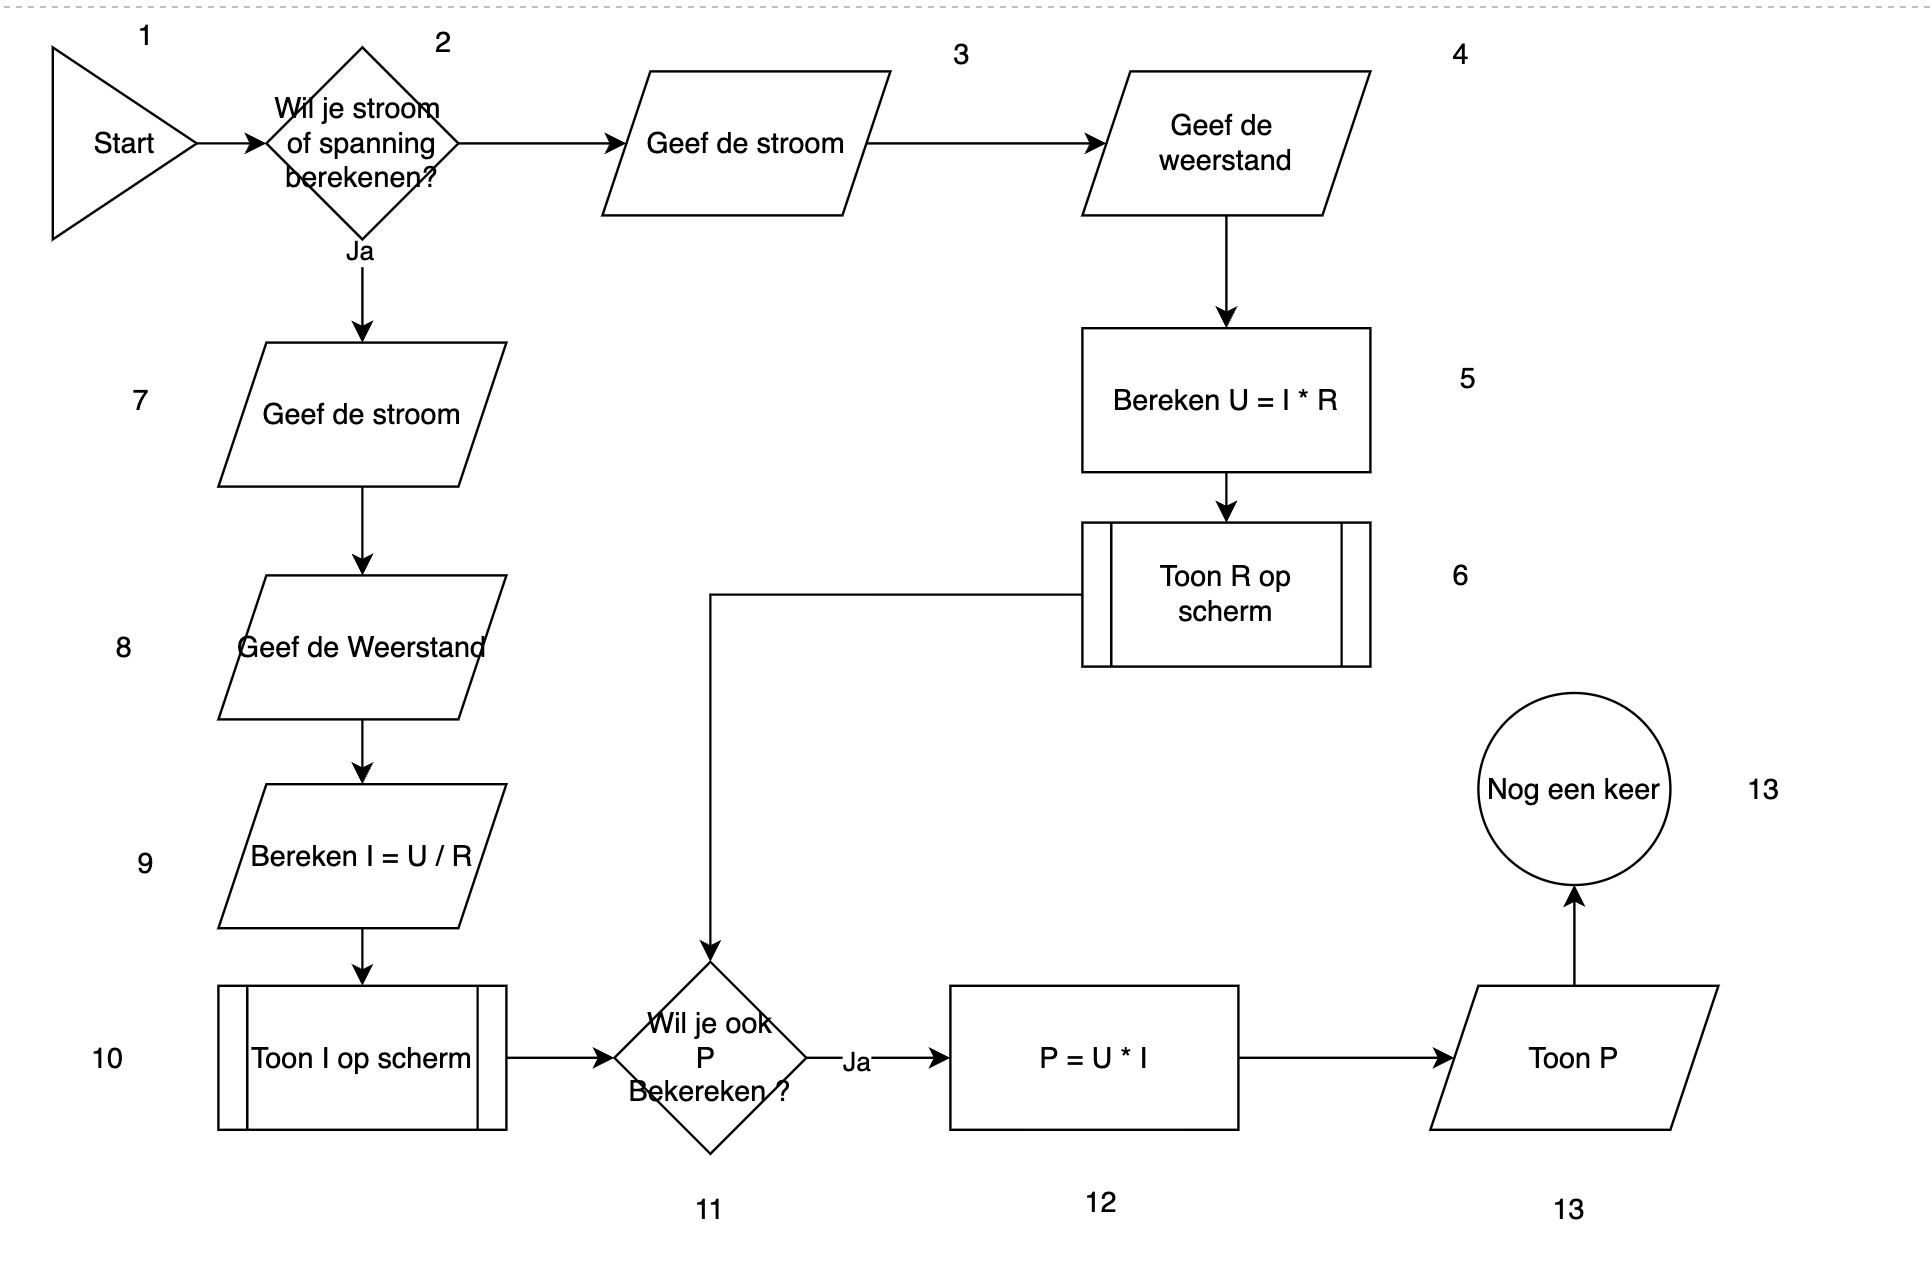 1
2
3
4
Start
Wil je stroom
of spanning
berekenen?
Geef de stroom
Geef de
weerstand
Ja
7
Geef de stroom
Bereken U = I * R
5
8
Geef de Weerstand
Toon R op
scherm
6
9
Bereken I = U / R
Nog een keer
13
10
Toon I op scherm
Wil je ook
P
Bekereken ?
Ja
P = U * I
Toon P
11
12
13